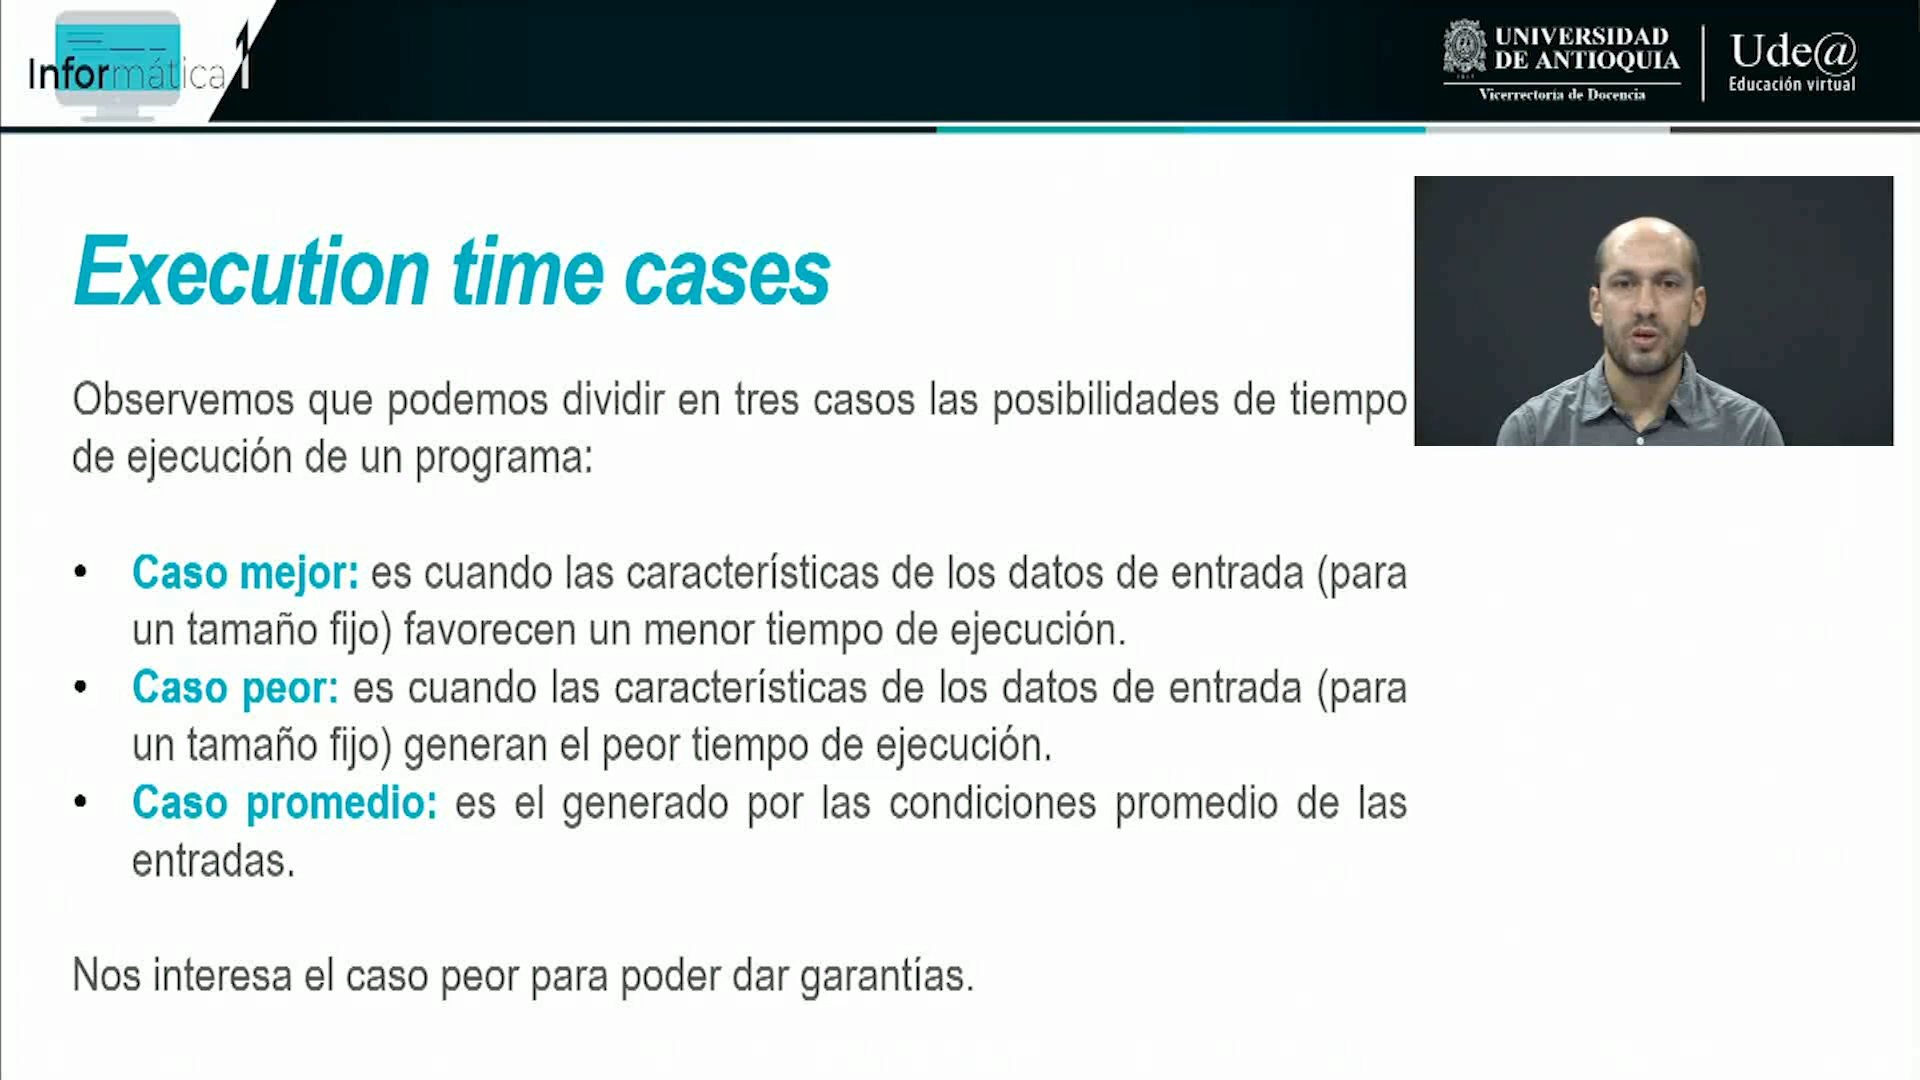 Informática 1
UNIVERSIDAD
DE ANTIOQUIA
1803
Vicerrectoría de Docencia
Ude@
Educación virtual
Execution time cases
Observemos que podemos dividir en tres casos las posibilidades de tiempo
de ejecución de un programa:
• Caso mejor: es cuando las características de los datos de entrada (para
un tamaño fijo) favorecen un menor tiempo de ejecución.
• Caso peor: es cuando las características de los datos de entrada (para
un tamaño fijo) generan el peor tiempo de ejecución.
• Caso promedio: es el generado por las condiciones promedio de las
entradas.
Nos interesa el caso peor para poder dar garantías.